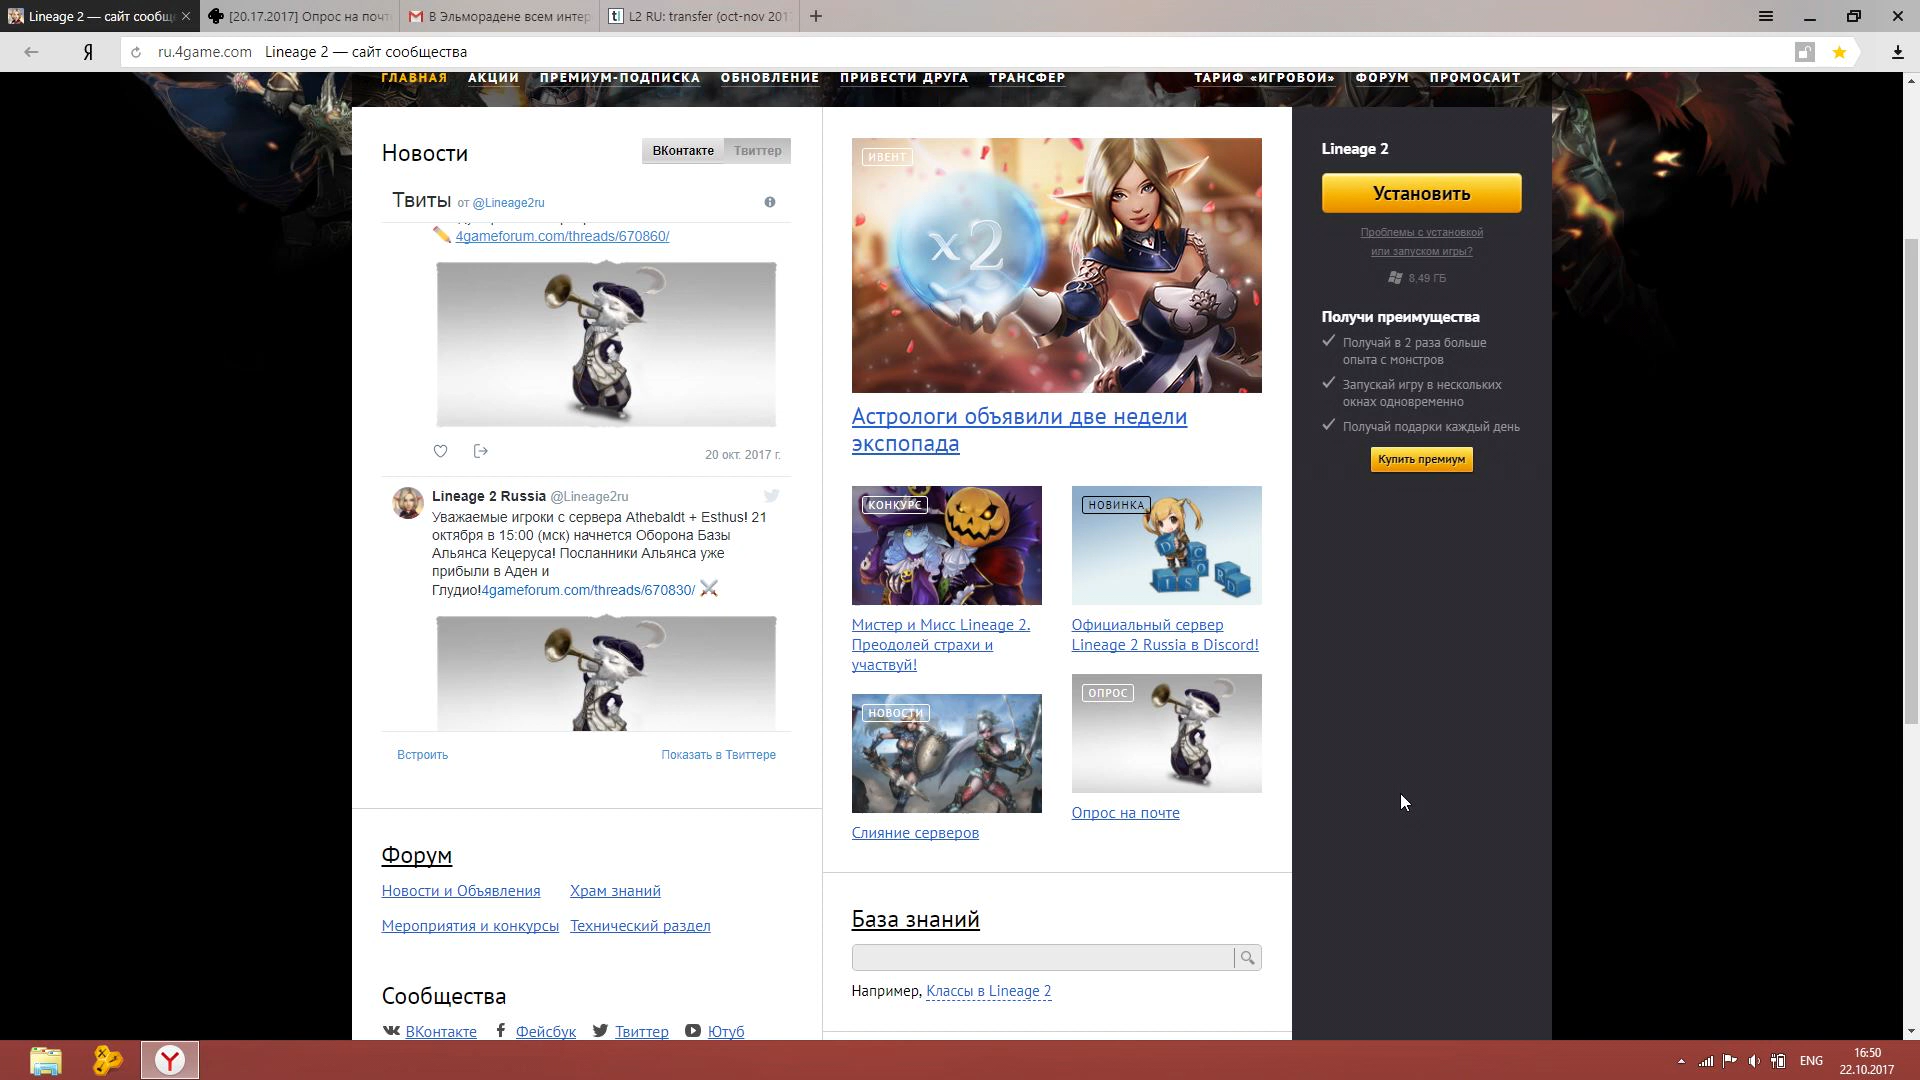 Lineage 2 — сайт сообщ
[20.17.2017] Опрос на почт
В Эльморадене всем интер
L2 RU: transfer (oct-nov 201
ru.4game.com Lineage 2 — сайт сообщества
ГЛАВНАЯ АКЦИИ ПРЕМИУМ-ПОДПИСКА ОБНОВЛЕНИЕ ПРИВЕСТИ ДРУГА ТРАНСФЕР ТАРИФ «ИГРОВОЙ» ФОРУМ ПРОМОСАЙТ
Новости
ВКонтакте Твиттер
Твиты от @Lineage2ru
4gameforum.com/threads/670860/
20 окт. 2017 г.
Lineage 2 Russia @Lineage2ru
Уважаемые игроки с сервера Athebaldt + Esthus! 21
октября в 15:00 (мск) начнется Оборона Базы
Альянса Кецеруса! Посланники Альянса уже
прибыли в Аден и
Глудио!4gameforum.com/threads/670830/
Встроить Показать в Твиттере
Форум
Новости и Объявления Храм знаний
Мероприятия и конкурсы Технический раздел
Сообщества
ВКонтакте Фейсбук Твиттер Ютуб
ИВЕНТ
x2
Астрологи объявили две недели
экспопада
КОНКУРС
Мистер и Мисс Lineage 2.
Преодолей страхи и
участвуй!
НОВИНКА
DISCORD
Официальный сервер
Lineage 2 Russia в Discord!
НОВОСТИ
Слияние серверов
ОПРОС
Опрос на почте
База знаний
Например, Классы в Lineage 2
Lineage 2
Установить
Проблемы с установкой
или запуском игры?
8,49 ГБ
Получи преимущества
Получай в 2 раза больше
опыта с монстров
Запускай игру в нескольких
окнах одновременно
Получай подарки каждый день
Купить премиум
ENG
16:50
22.10.2017